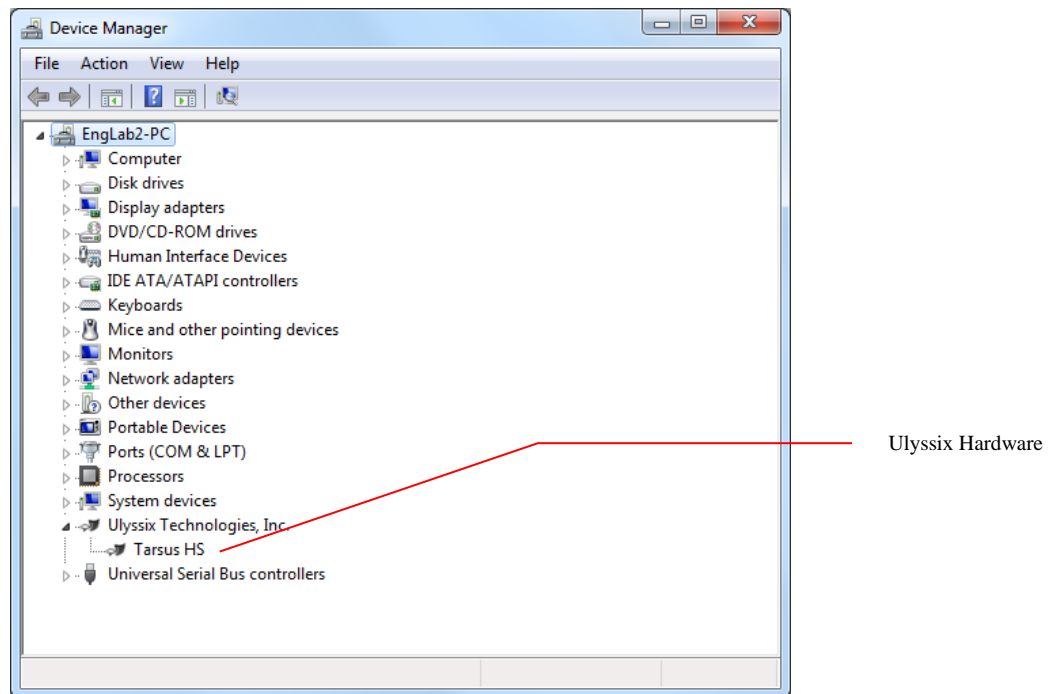 Device Manager
File Action View Help
EngLab2-PC
Computer
Disk drives
Display adapters
DVD/CD-ROM drives
Human Interface Devices
IDE ATA/ATAPI controllers
Keyboards
Mice and other pointing devices
Monitors
Network adapters
Other devices
Portable Devices
Ports (COM & LPT)
Processors
System devices
Ulyssix Technologies, Inc.
Tarsus HS
Universal Serial Bus controllers
Ulyssix Hardware